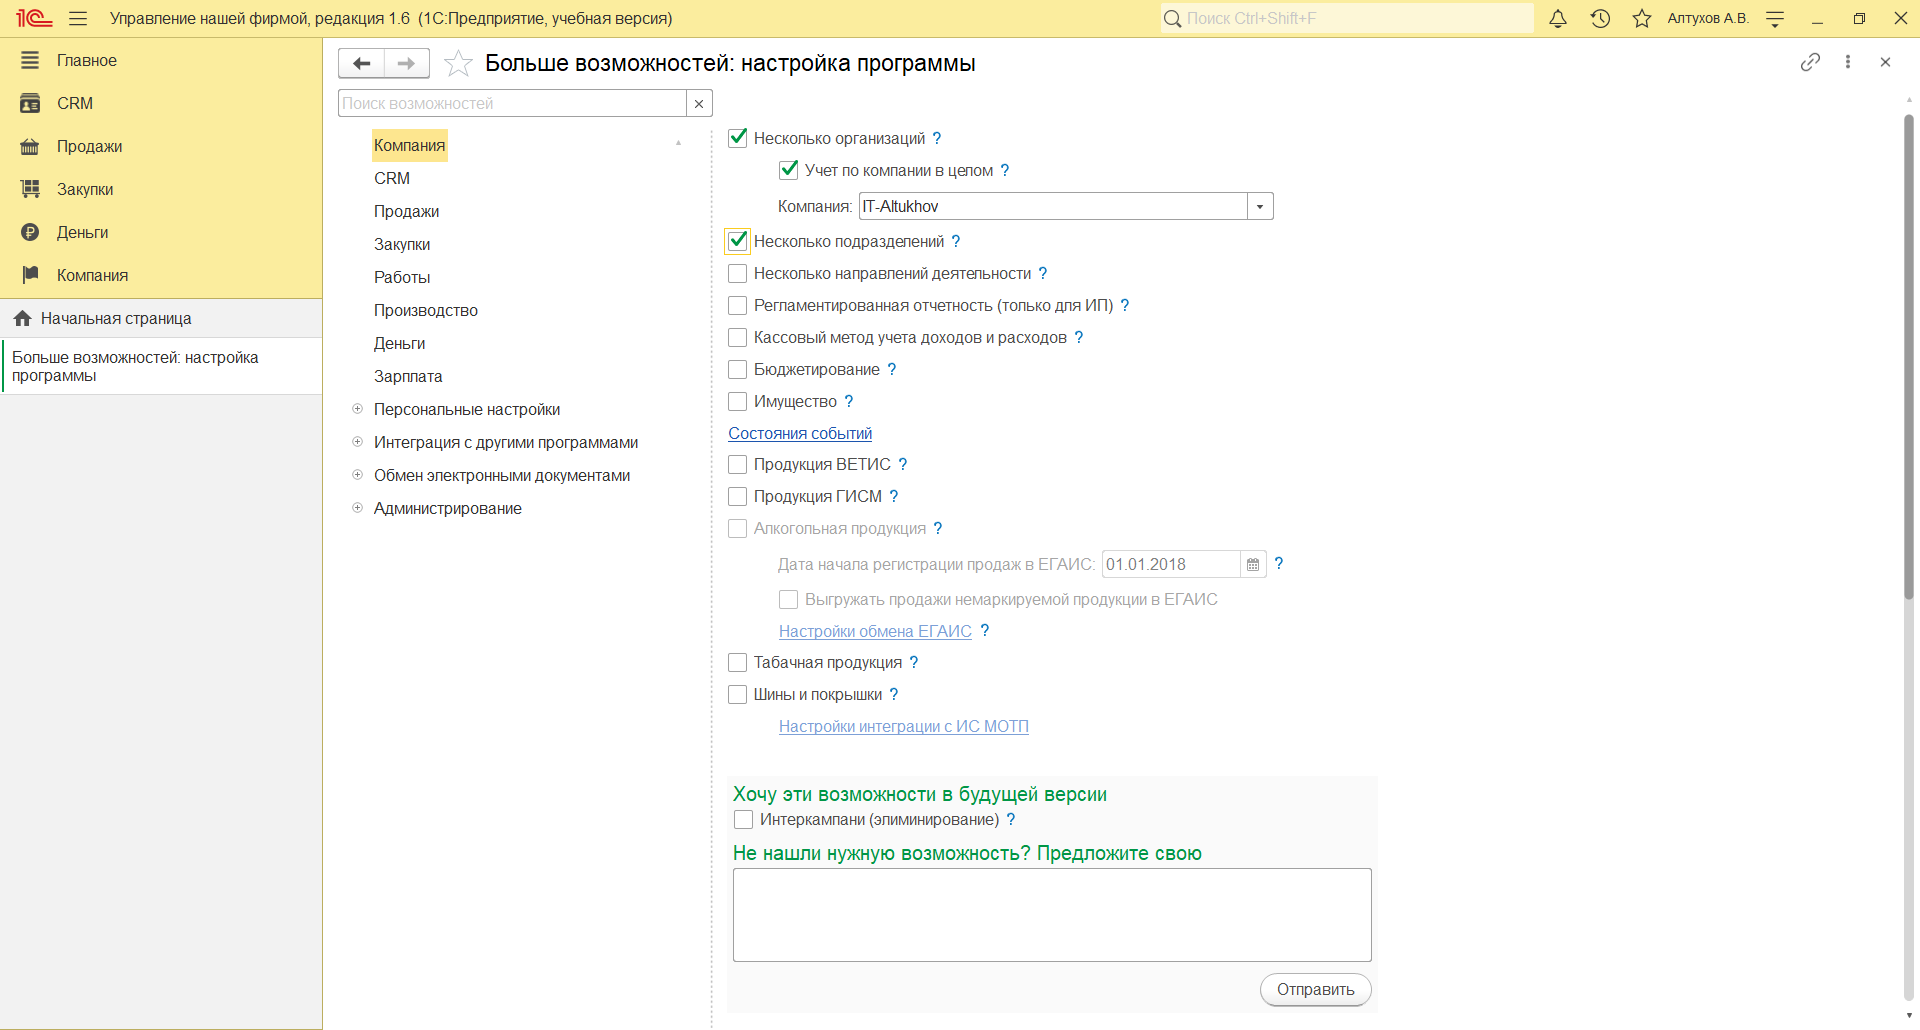 1С Управление нашей фирмой, редакция 1.6 (1С:Предприятие, учебная версия) Поиск Ctrl+Shift+F Алтухов А.В.
Главное
CRM
Продажи
Закупки
Деньги
Компания
Начальная страница
Больше возможностей: настройка
программы
Больше возможностей: настройка программы
Поиск возможностей
Компания
CRM
Продажи
Закупки
Работы
Производство
Деньги
Зарплата
Персональные настройки
Интеграция с другими программами
Обмен электронными документами
Администрирование
Несколько организаций ?
Учет по компании в целом ?
Компания: IT-Altukhov
Несколько подразделений ?
Несколько направлений деятельности ?
Регламентированная отчетность (только для ИП) ?
Кассовый метод учета доходов и расходов ?
Бюджетирование ?
Имущество ?
Состояния событий
Продукция ВЕТИС ?
Продукция ГИСМ ?
Алкогольная продукция ?
Дата начала регистрации продаж в ЕГАИС: 01.01.2018 ?
Выгружать продажи немаркируемой продукции в ЕГАИС
Настройки обмена ЕГАИС ?
Табачная продукция ?
Шины и покрышки ?
Настройки интеграции с ИС МОТП
Хочу эти возможности в будущей версии
Интеркампани (элиминирование) ?
Не нашли нужную возможность? Предложите свою
Отправить